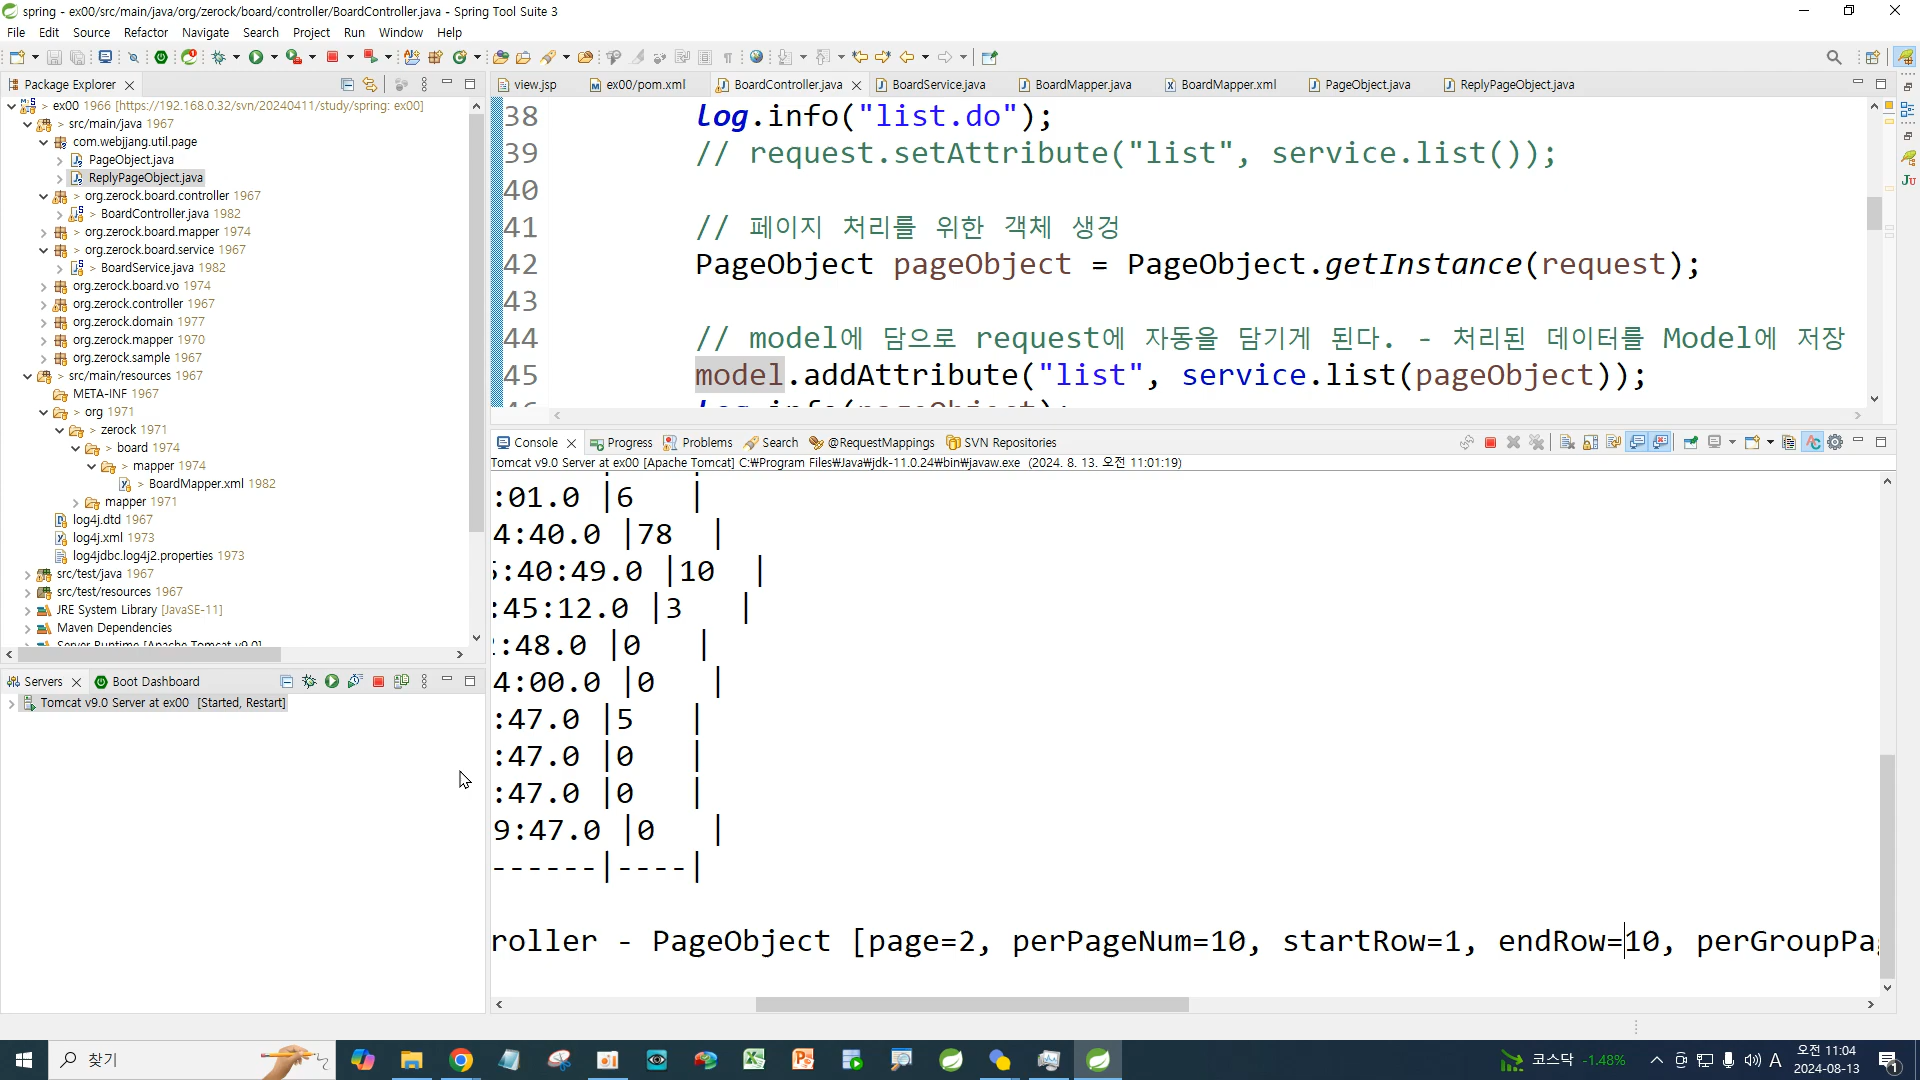 spring - ex00/src/main/java/org/zerock/board/controller/BoardController.java - Spring Tool Suite 3
File Edit Source Refactor Navigate Search Project Run Window Help
Package Explorer
ex00 1966 [https://192.168.0.32/svn/20240411/study/spring: ex00]
src/main/java 1967
com.webjjang.util.page
PageObject.java
ReplyPageObject.java
org.zerock.board.controller 1967
BoardController.java 1982
org.zerock.board.mapper 1974
org.zerock.board.service 1967
BoardService.java 1982
org.zerock.board.vo 1974
org.zerock.controller 1967
org.zerock.domain 1977
org.zerock.mapper 1970
org.zerock.sample 1967
src/main/resources 1967
META-INF 1967
org 1971
zerock 1971
board 1974
mapper 1974
BoardMapper.xml 1982
mapper 1971
log4j.dtd 1967
log4j.xml 1973
log4jdbc.log4j2.properties 1973
src/test/java 1967
src/test/resources 1967
JRE System Library [JavaSE-11]
Maven Dependencies
Server Runtime [Apache Tomcat v9.0]
Servers Boot Dashboard
Tomcat v9.0 Server at ex00 [Started, Restart]
view.jsp ex00/pom.xml BoardController.java BoardService.java BoardMapper.java BoardMapper.xml PageObject.java ReplyPageObject.java
38 log.info("list.do");
39 // request.setAttribute("list", service.list());
40
41 // 페이지 처리를 위한 객체 생겅
42 PageObject pageObject = PageObject.getInstance(request);
43
44 // model에 담으로 request에 자동을 담기게 된다. - 처리된 데이터를 Model에 저장
45 model.addAttribute("list", service.list(pageObject));
46 log.info(pageObject);
Console Progress Problems Search @RequestMappings SVN Repositories
Tomcat v9.0 Server at ex00 [Apache Tomcat] C:₩Program Files₩Java₩jdk-11.0.24₩bin₩javaw.exe (2024. 8. 13. 오전 11:01:19)
:01.0 |6 |
4:40.0 |78 |
:40:49.0 |10 |
:45:12.0 |3 |
:48.0 |0 |
4:00.0 |0 |
:47.0 |5 |
:47.0 |0 |
:47.0 |0 |
9:47.0 |0 |
------|----|
roller - PageObject [page=2, perPageNum=10, startRow=1, endRow=10, perGroupPa
찾기
코스닥 -1.48%
A
오전 11:04
2024-08-13
1